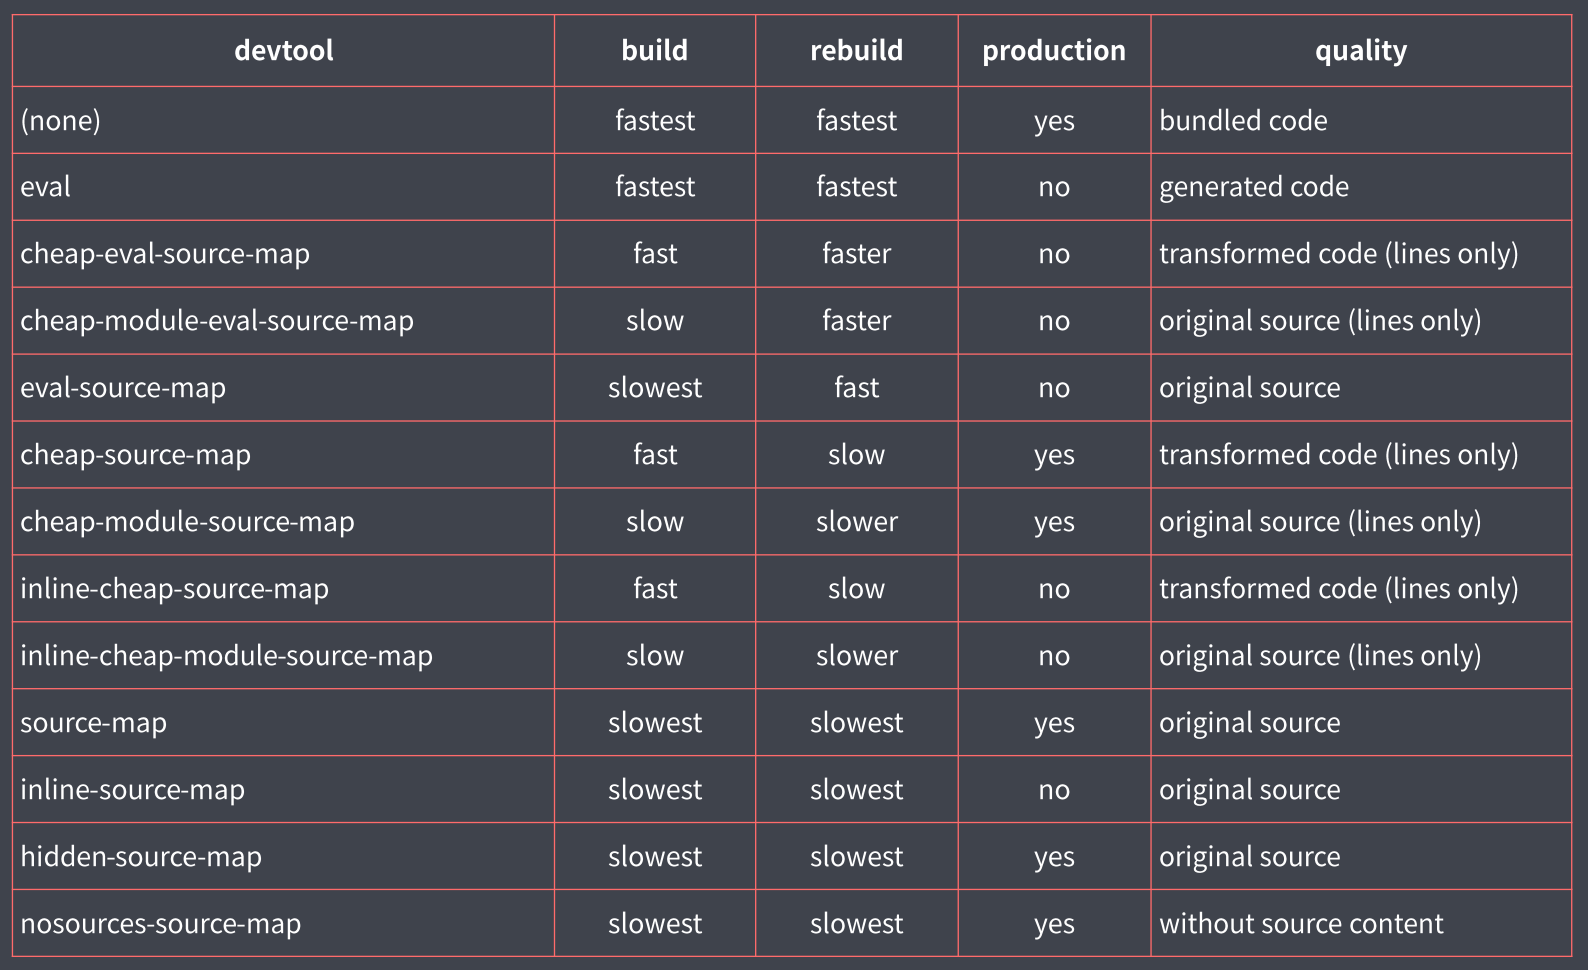 devtool build rebuild production quality
(none) fastest fastest yes bundled code
eval fastest fastest no generated code
cheap-eval-source-map fast faster no transformed code (lines only)
cheap-module-eval-source-map slow faster no original source (lines only)
eval-source-map slowest fast no original source
cheap-source-map fast slow yes transformed code (lines only)
cheap-module-source-map slow slower yes original source (lines only)
inline-cheap-source-map fast slow no transformed code (lines only)
inline-cheap-module-source-map slow slower no original source (lines only)
source-map slowest slowest yes original source
inline-source-map slowest slowest no original source
hidden-source-map slowest slowest yes original source
nosources-source-map slowest slowest yes without source content